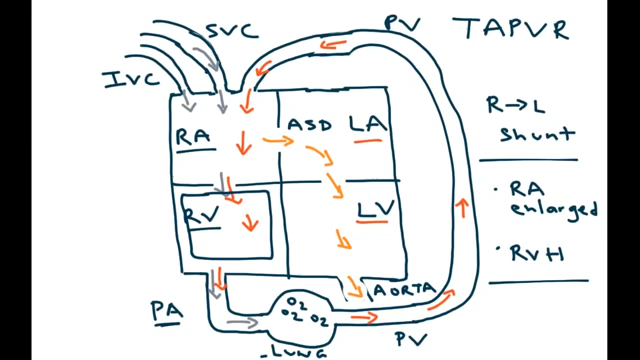 SVC
PV
TAPVR
IVC
RA
ASD
LA
R→L
shunt
RV
LV
• RA
enlarged
• RVH
AORTA
PA
O2
O2 O2
LUNG
PV